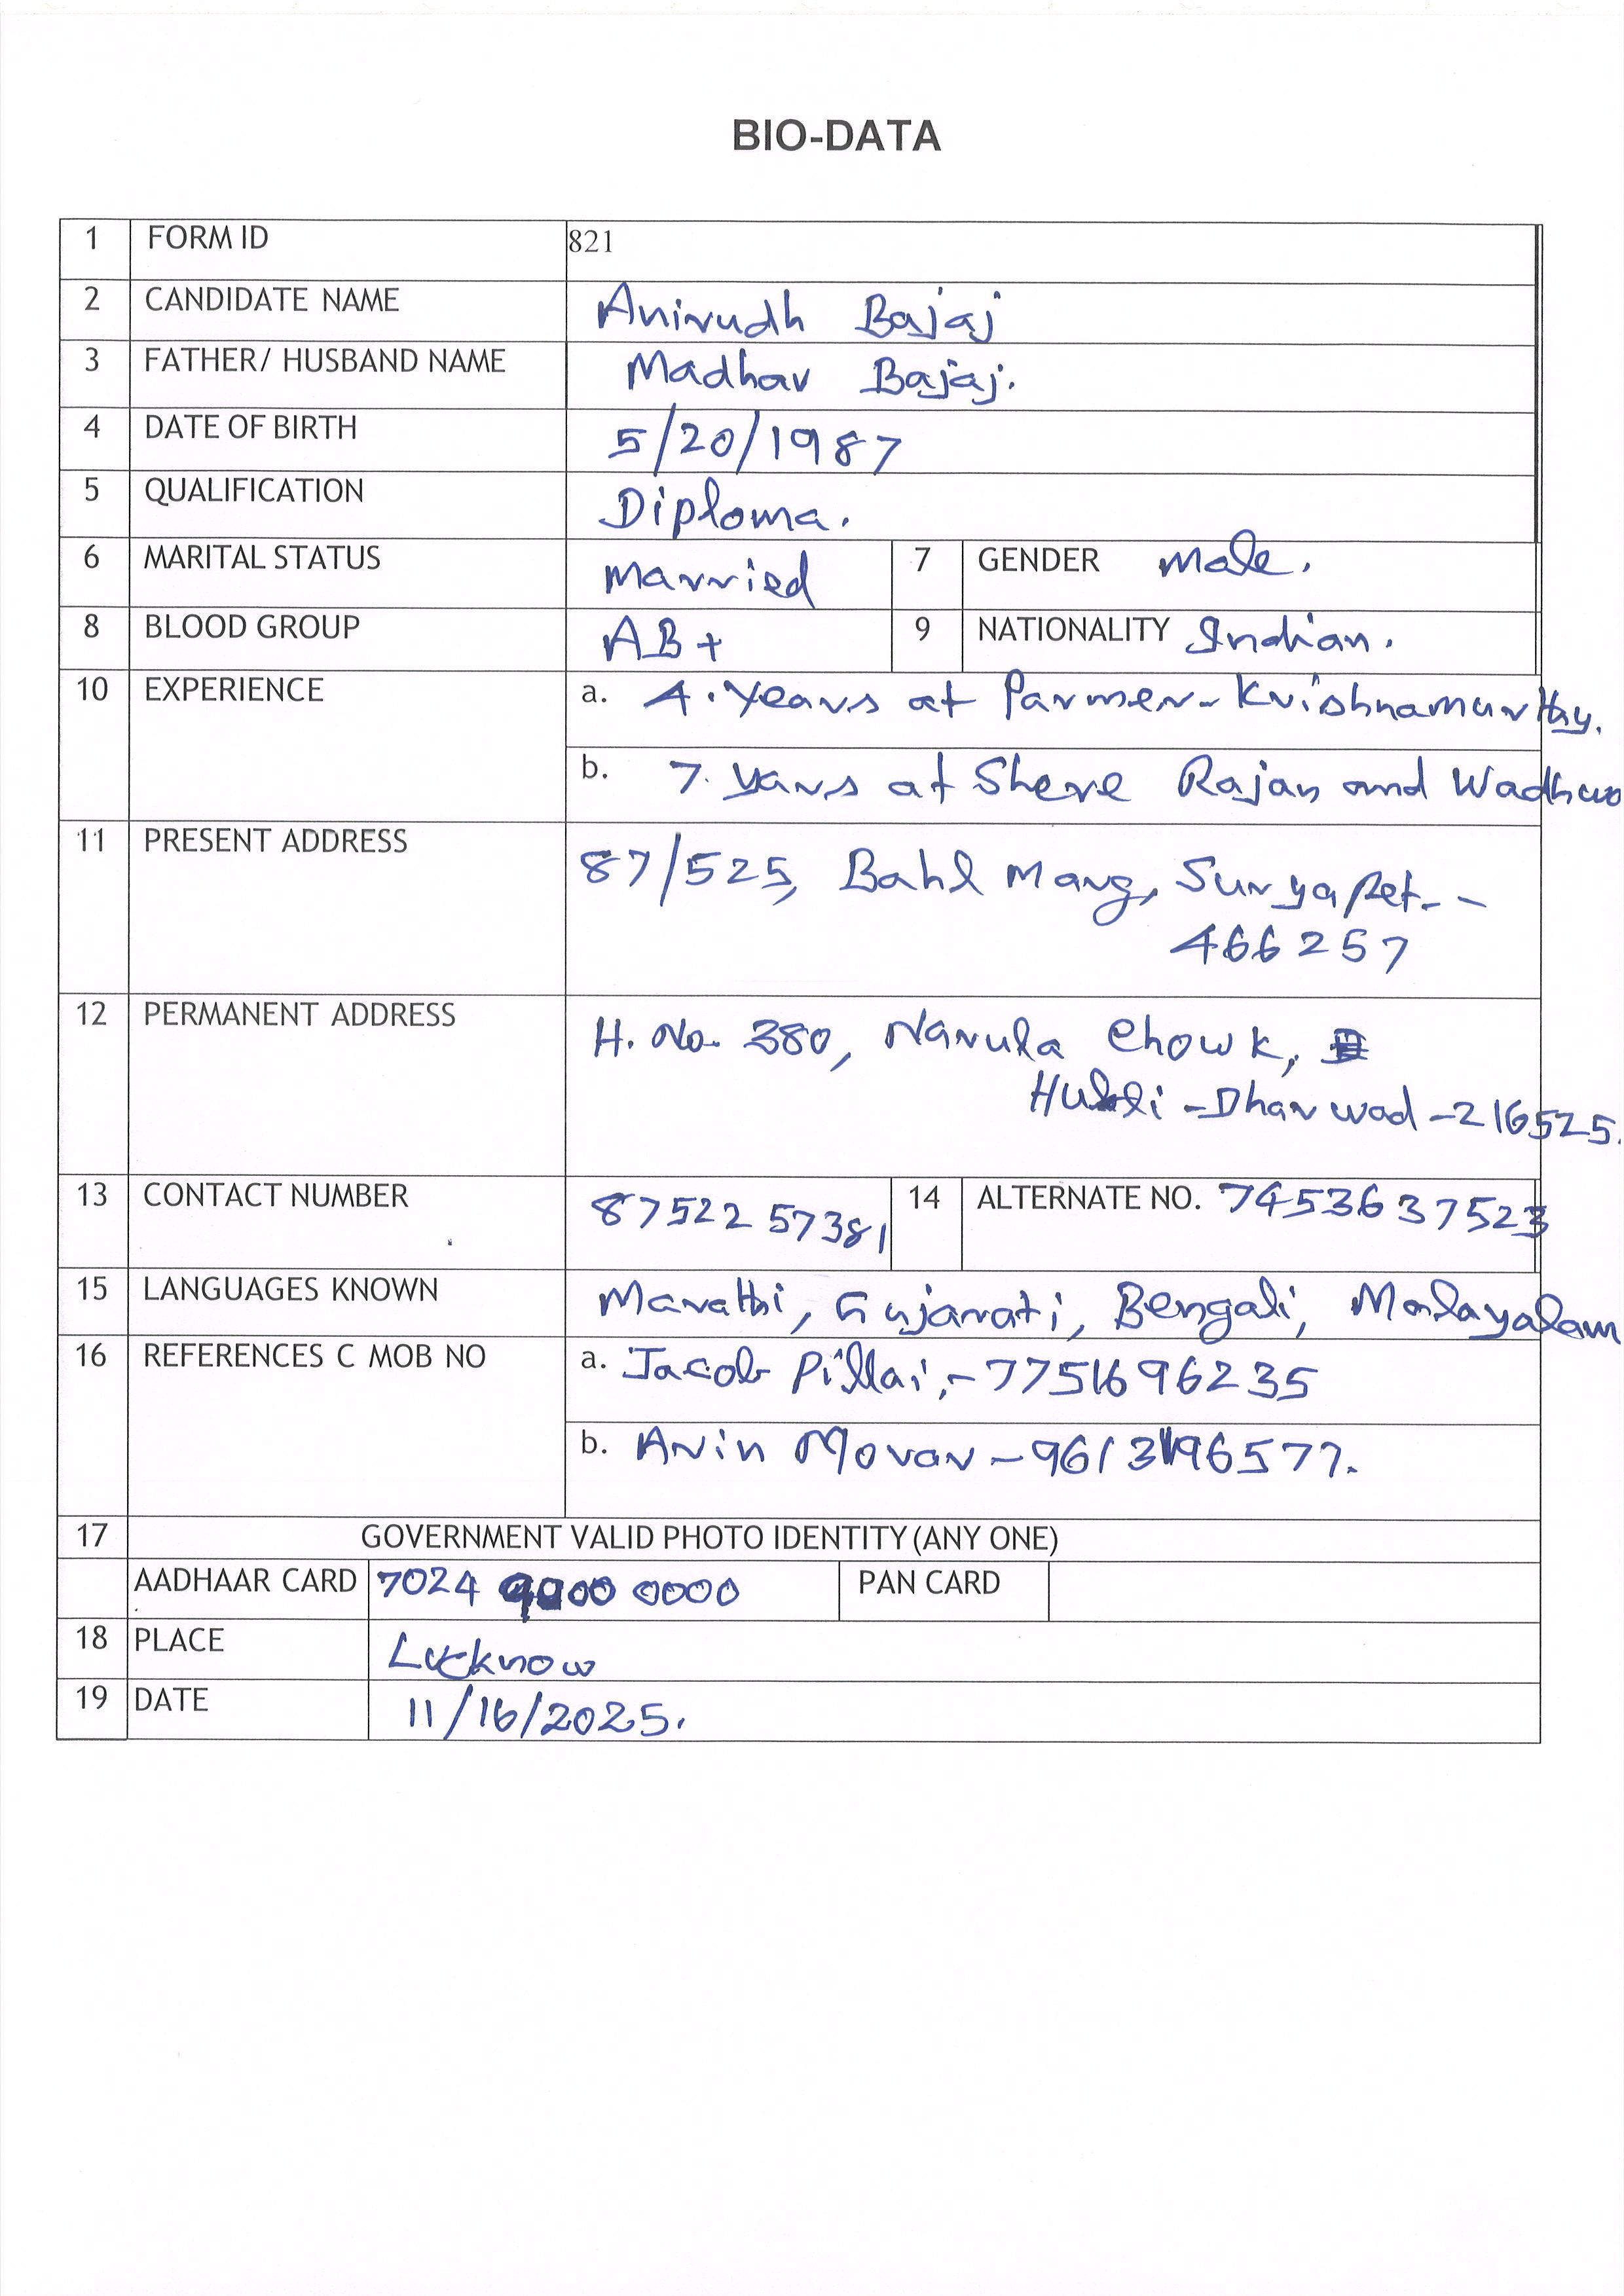 BIO-DATA
1 FORM ID 821
2 CANDIDATE NAME Anirudh Bajaj
3 FATHER/ HUSBAND NAME Madhav Bajaj.
4 DATE OF BIRTH 5/20/1987
5 QUALIFICATION Diploma.
6 MARITAL STATUS Married 7 GENDER male.
8 BLOOD GROUP AB+ 9 NATIONALITY Indian.
10 EXPERIENCE a. 4. Years at Parmer-Krishnamurthy.
b. 7. Years at Shere Rajan and Wadhwa
11 PRESENT ADDRESS 87/525, Bahl Marg, Suryapet--
466257
12 PERMANENT ADDRESS H. No. 380, Narula Chowk,
Hubli-Dharwad-216525.
13 CONTACT NUMBER 87522 57381 14 ALTERNATE NO. 74536 37523
15 LANGUAGES KNOWN Marathi, Gujarati, Bengali, Malayalam
16 REFERENCES C MOB NO a. Jacob Pillai,-7751696235
b. Arin Movar-9613196577.
17 GOVERNMENT VALID PHOTO IDENTITY (ANY ONE)
AADHAAR CARD 7024 0000 PAN CARD
18 PLACE Lucknow
19 DATE 11/16/2025.